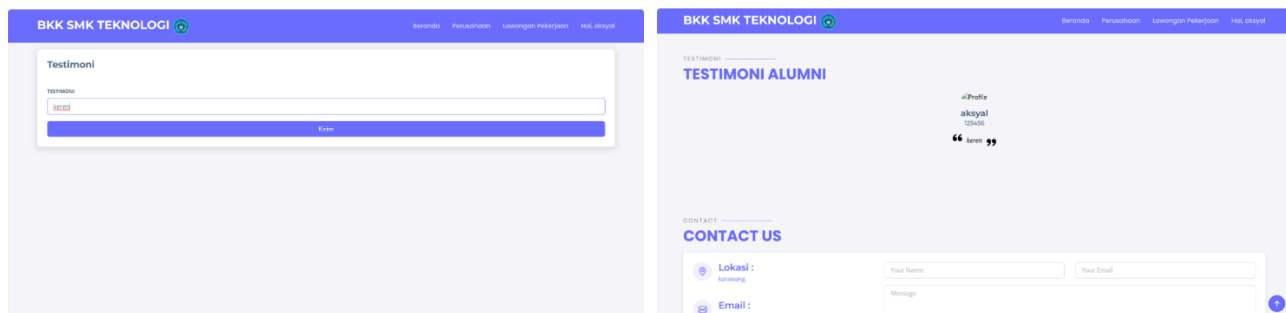 BKK SMK TEKNOLOGI
Beranda Perusahaan Lowongan Pekerjaan Hai, aksyal
Testimoni
TESTIMONI
keren
Kirim
BKK SMK TEKNOLOGI
Beranda Perusahaan Lowongan Pekerjaan Hai, aksyal
TESTIMONI
TESTIMONI ALUMNI
Profile
aksyal
123456
“ keren ”
CONTACT
CONTACT US
Lokasi :
karawang
Your Name Your Email
Message
Email :